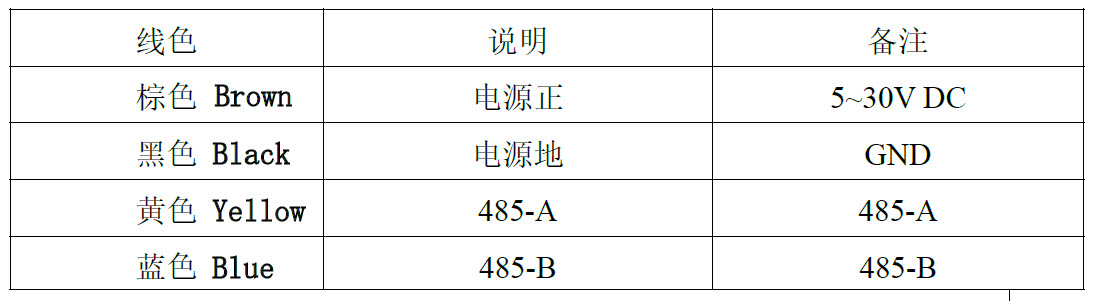 线色 说明 备注
棕色 Brown 电源正 5~30V DC
黑色 Black 电源地 GND
黄色 Yellow 485-A 485-A
蓝色 Blue 485-B 485-B